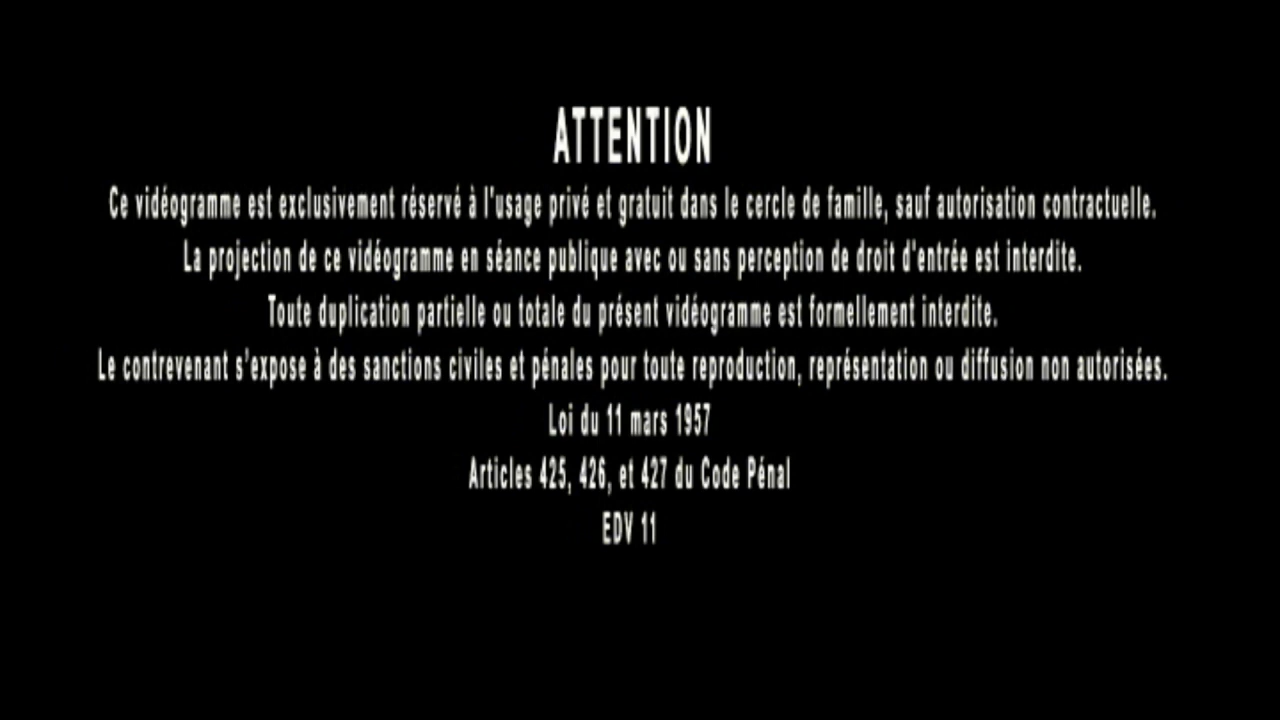 ATTENTION
Ce vidéogramme est exclusivement réservé à l'usage privé et gratuit dans le cercle de famille, sauf autorisation contractuelle.
La projection de ce vidéogramme en séance publique avec ou sans perception de droit d'entrée est interdite.
Toute duplication partielle ou totale du présent vidéogramme est formellement interdite.
Le contrevenant s'expose à des sanctions civiles et pénales pour toute reproduction, représentation ou diffusion non autorisées.
Loi du 11 mars 1957
Articles 425, 426, et 427 du Code Pénal
EDV 11